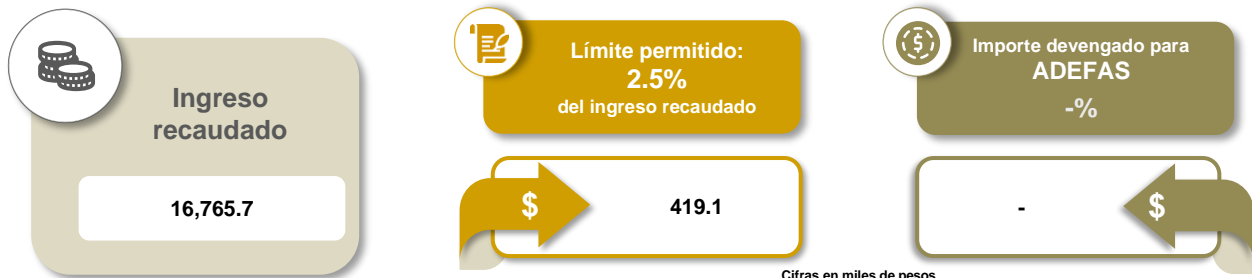 Ingreso
recaudado
16,765.7
Límite permitido:
2.5%
del ingreso recaudado
$
419.1
Importe devengado para
ADEFAS
-%
-
$
Cifras en miles de pesos